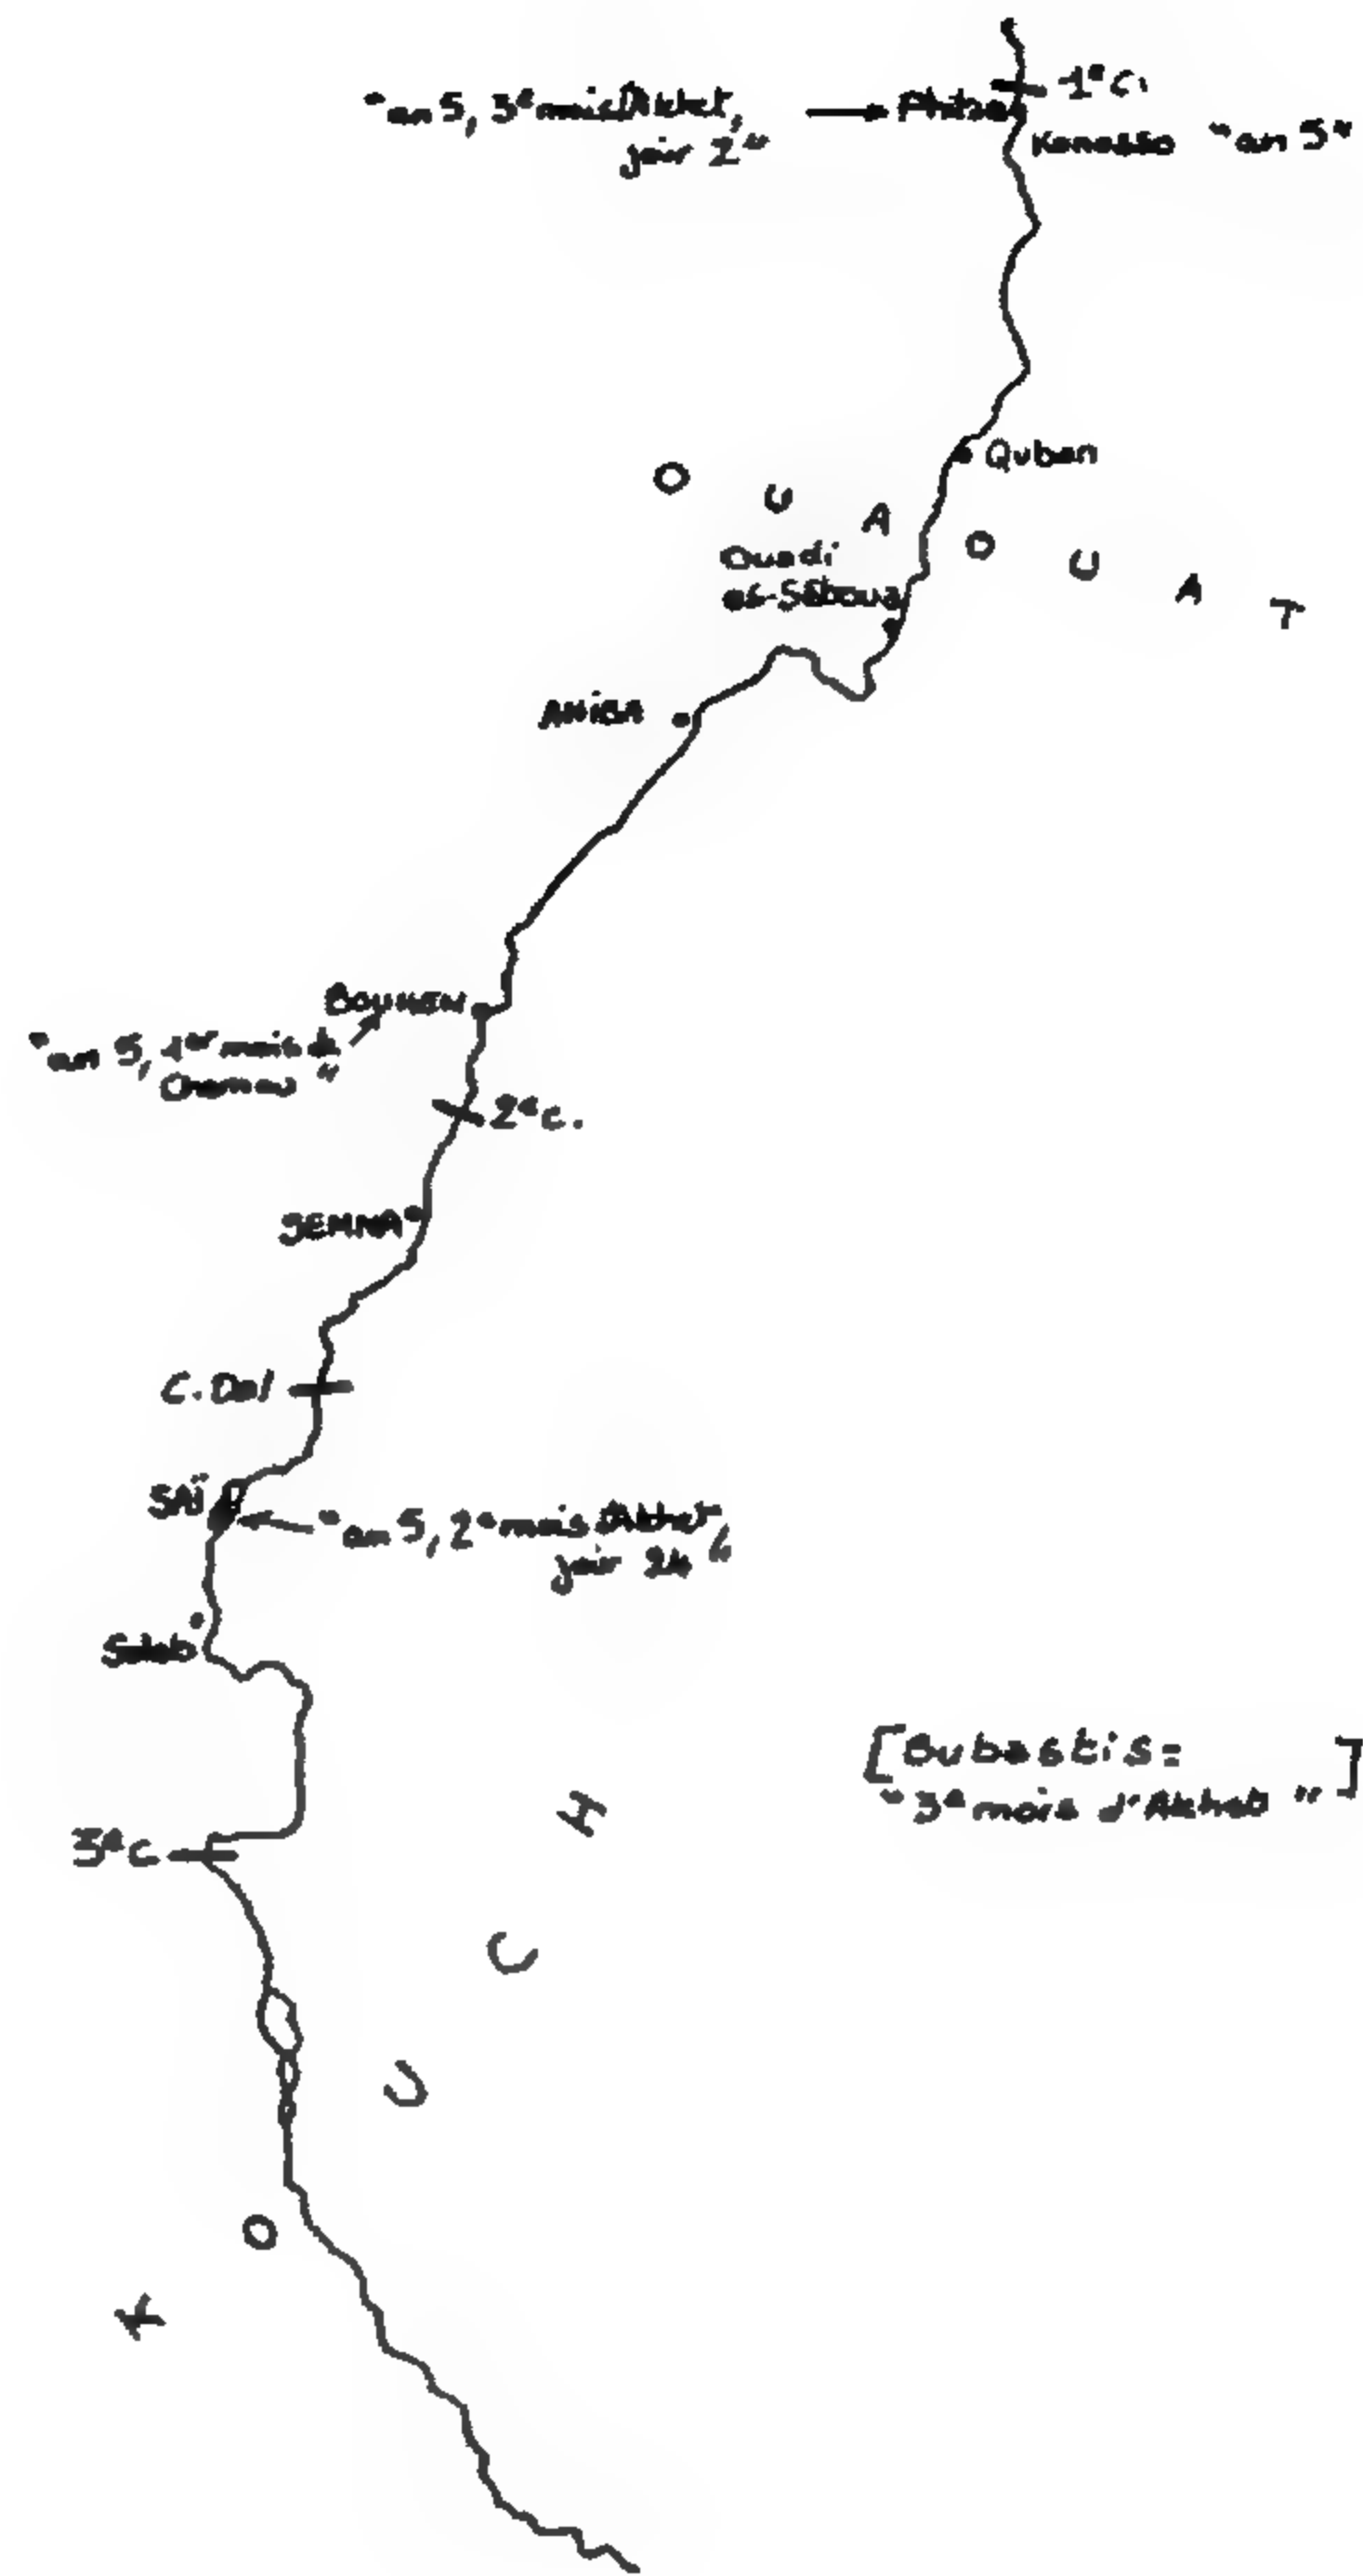 1e c.
"an 5, 3e mois d'Akhet,
jour 2"
Philae
Konosso "an 5"
Quban
O U A O U A T
Ouadi
es-Séboua
ANIBA
BOUHEN
"an 5, 1er mois de
Chemou"
2e c.
SEMNA
C. Dal
SAÏ
"an 5, 2e mois d'Akhet,
jour 24"
Soleb
[Bubastis =
"3e mois d'Akhet"]
3e c
K O U C H